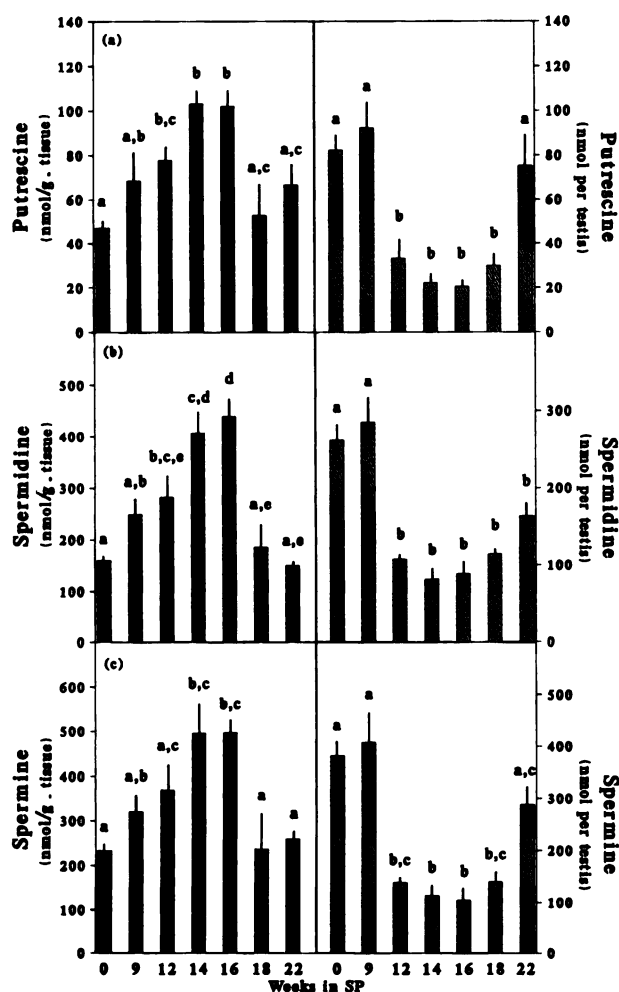 (a)
Putrescine
(nmol/g . tissue)
140
120
100
80
60
40
20
0
a
a,b
b,c
b
b
a,c
a,c
a
a
b
b
b
b
a
140
120
100
80
60
40
20
0
Putrescine
(nmol per testis)
(b)
Spermidine
(nmol/g . tissue)
500
400
300
200
100
0
a
a,b
b,c,e
c,d
d
a,e
a,e
a
a
b
b
b
b
b
300
200
100
0
Spermidine
(nmol per testis)
(c)
Spermine
(nmol/g . tissue)
600
500
400
300
200
100
0
a
a,b
a,c
b,c
b,c
a
a
a
a
b,c
b
b
b,c
a,c
500
400
300
200
100
0
Spermine
(nmol per testis)
0 9 12 14 16 18 22 0 9 12 14 16 18 22
Weeks in SP